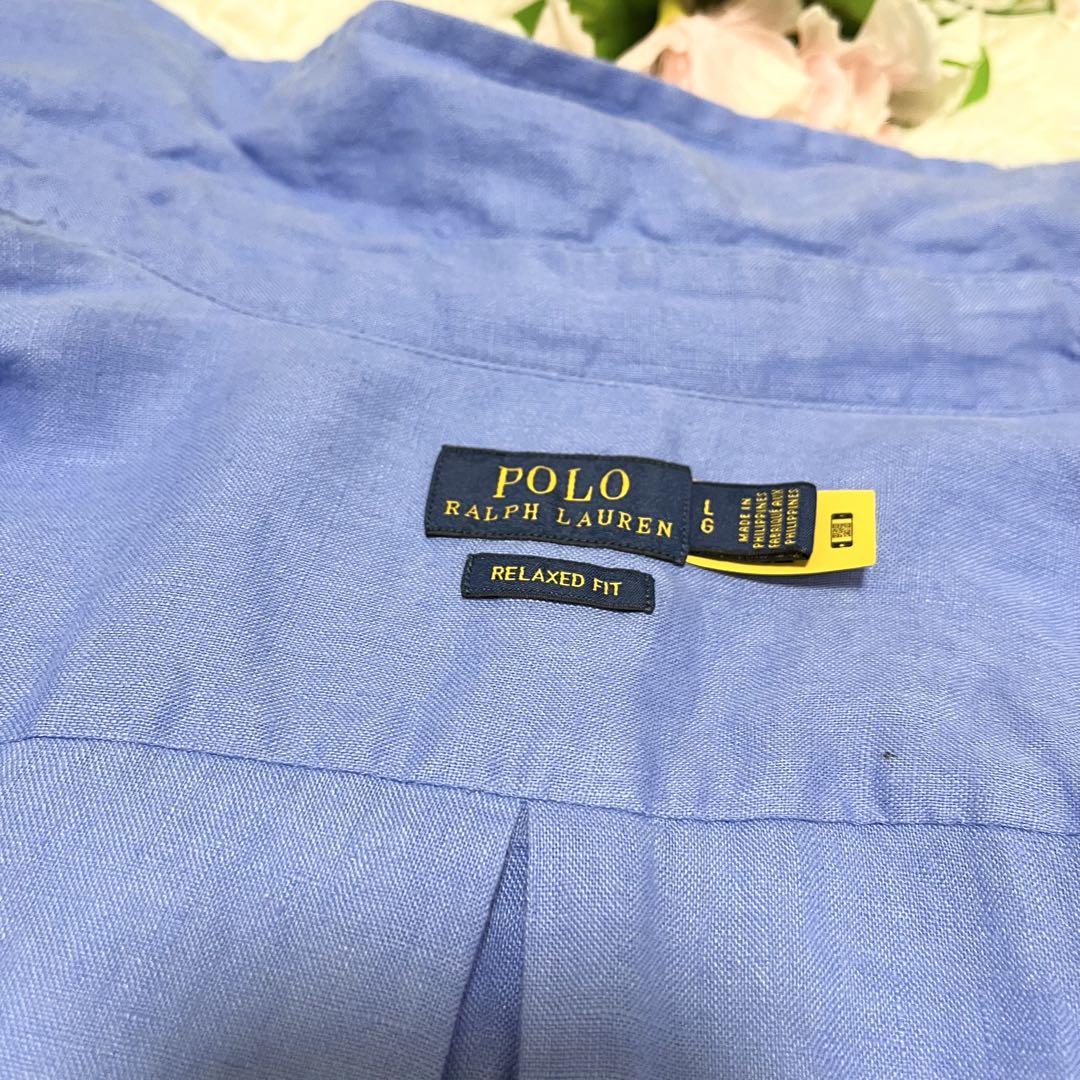 POLO
RALPH LAUREN
L
G
MADE IN
PHILIPPINES
FABRIQUÉ AUX
PHILIPPINES
RELAXED FIT